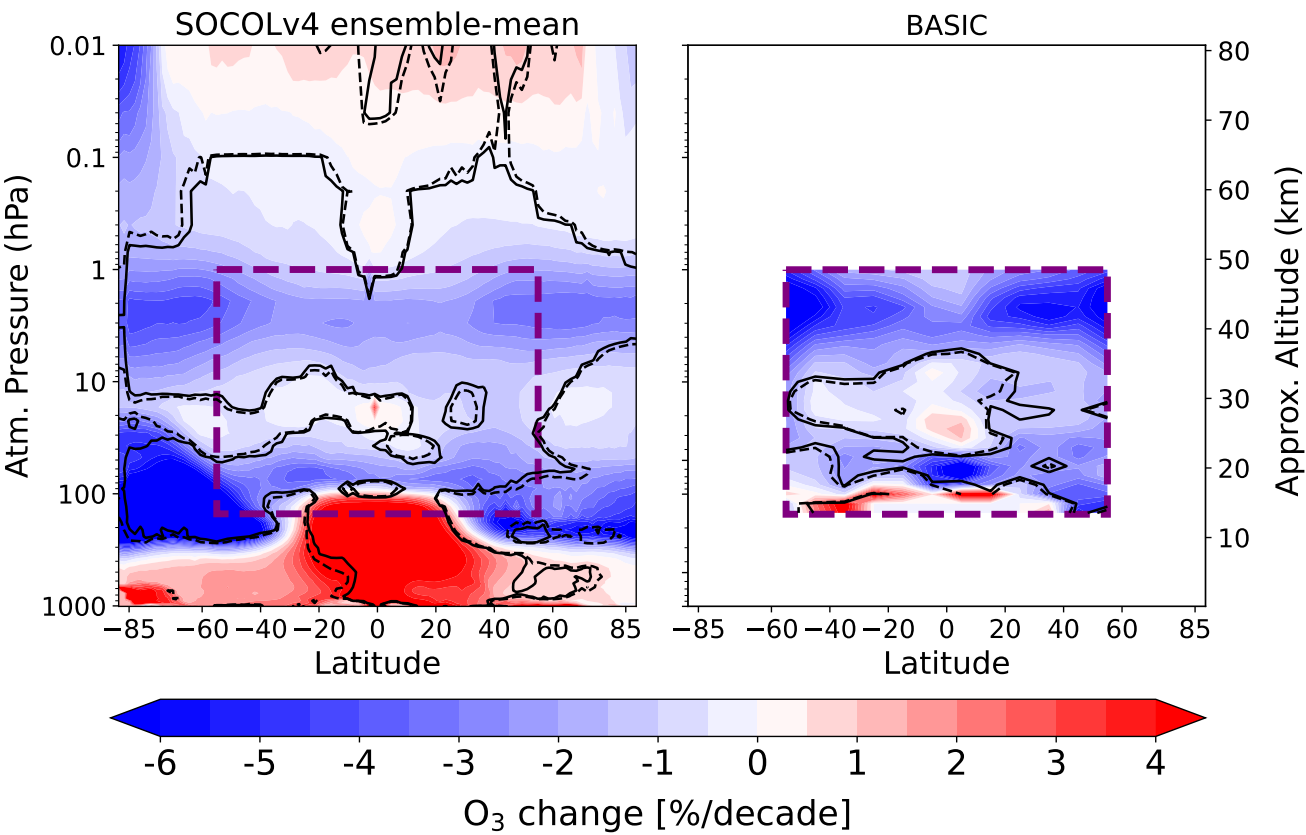 SOCOLv4 ensemble-mean
BASIC
Atm. Pressure (hPa)
0.01
0.1
1
10
100
1000
80
70
60
50
40
30
20
10
Approx. Altitude (km)
−85 −60 −40 −20 0 20 40 60 85
−85 −60 −40 −20 0 20 40 60 85
Latitude
Latitude
-6 -5 -4 -3 -2 -1 0 1 2 3 4
O₃ change [%/decade]